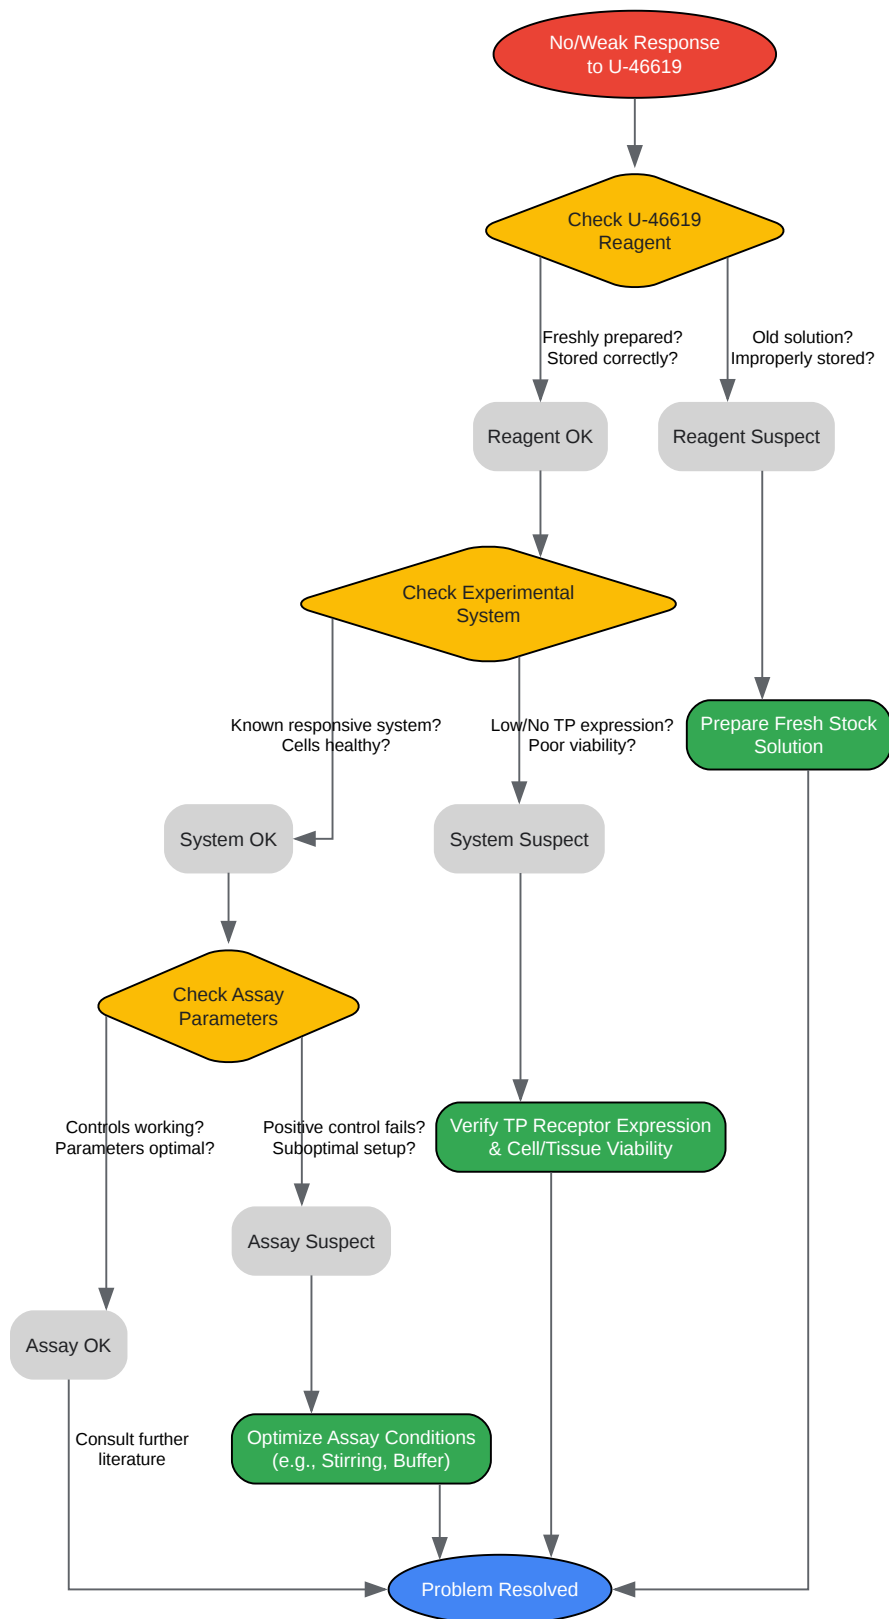 No/Weak Response
to U-46619
Check U-46619
Reagent
Freshly prepared?
Stored correctly?
Old solution?
Improperly stored?
Reagent OK
Reagent Suspect
Check Experimental
System
Known responsive system?
Cells healthy?
Low/No TP expression?
Poor viability?
Prepare Fresh Stock
Solution
System OK
System Suspect
Check Assay
Parameters
Controls working?
Parameters optimal?
Positive control fails?
Suboptimal setup?
Verify TP Receptor Expression
& Cell/Tissue Viability
Assay Suspect
Assay OK
Consult further
literature
Optimize Assay Conditions
(e.g., Stirring, Buffer)
Problem Resolved